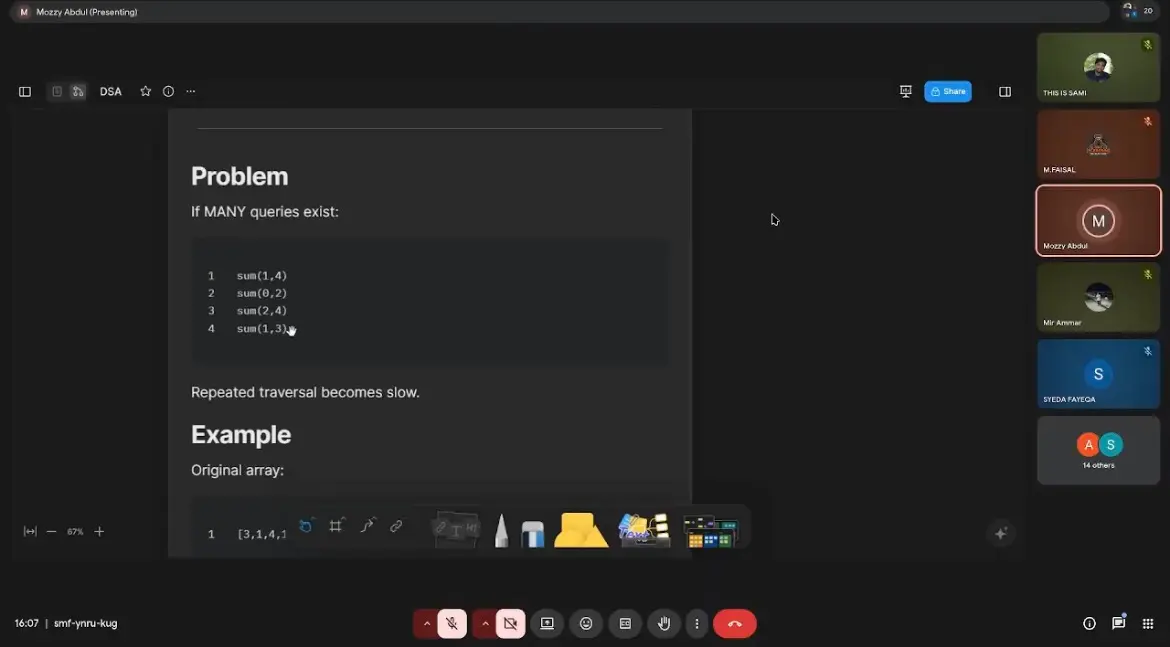 M Mozzy Abdul (Presenting)
20
DSA
Share
THIS IS SAMI
Problem
If MANY queries exist:
M.FAISAL
M
Mozzy Abdul
1 sum(1,4)
2 sum(0,2)
3 sum(2,4)
4 sum(1,3)
Mir Ammar
Repeated traversal becomes slow.
S
SYEDA FAYEQA
Example
Original array:
A S
14 others
1 [3,1,4,1
67%
16:07 | smf-ynru-kug